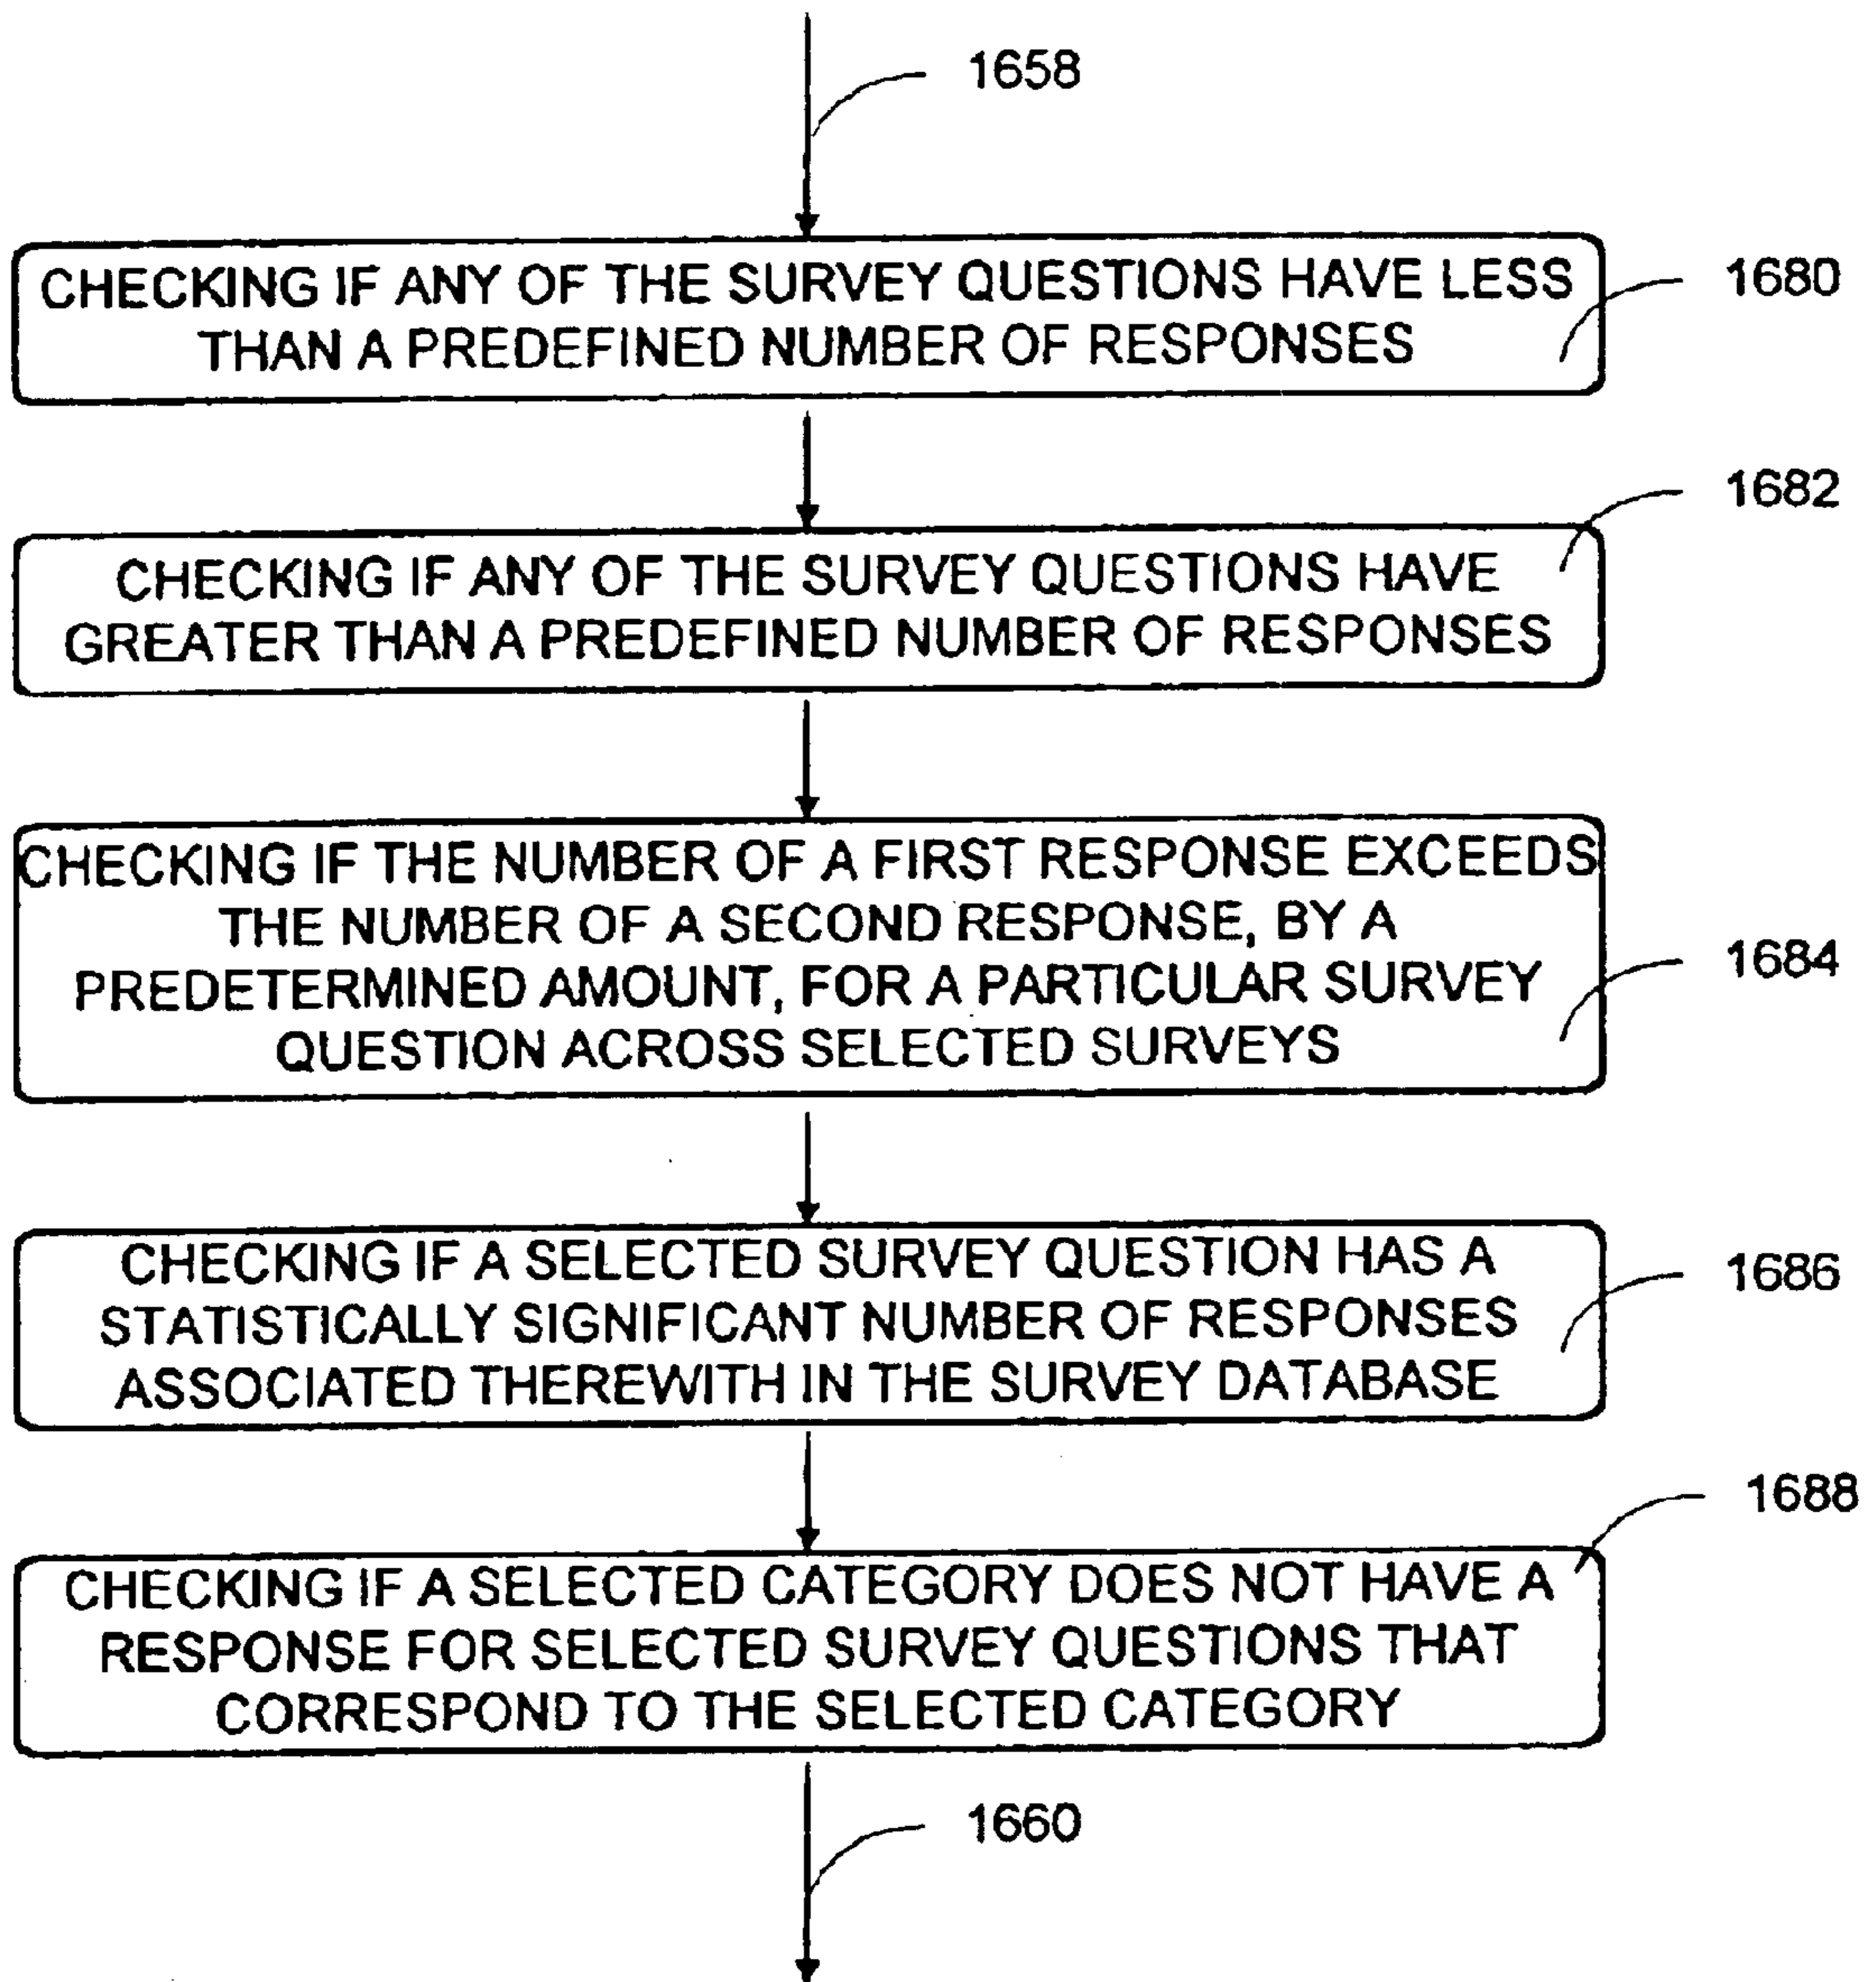 1658
CHECKING IF ANY OF THE SURVEY QUESTIONS HAVE LESS
THAN A PREDEFINED NUMBER OF RESPONSES
1680
1682
CHECKING IF ANY OF THE SURVEY QUESTIONS HAVE
GREATER THAN A PREDEFINED NUMBER OF RESPONSES
CHECKING IF THE NUMBER OF A FIRST RESPONSE EXCEEDS
THE NUMBER OF A SECOND RESPONSE, BY A
PREDETERMINED AMOUNT, FOR A PARTICULAR SURVEY
QUESTION ACROSS SELECTED SURVEYS
1684
CHECKING IF A SELECTED SURVEY QUESTION HAS A
STATISTICALLY SIGNIFICANT NUMBER OF RESPONSES
ASSOCIATED THEREWITH IN THE SURVEY DATABASE
1686
1688
CHECKING IF A SELECTED CATEGORY DOES NOT HAVE A
RESPONSE FOR SELECTED SURVEY QUESTIONS THAT
CORRESPOND TO THE SELECTED CATEGORY
1660